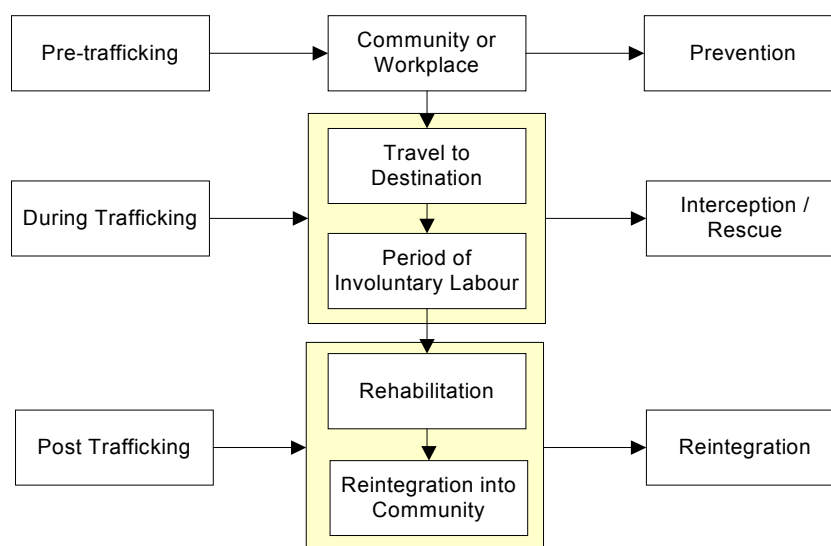 Pre-trafficking
Community or
Workplace
Prevention
During Trafficking
Travel to
Destination
Period of
Involuntary Labour
Interception /
Rescue
Post Trafficking
Rehabilitation
Reintegration into
Community
Reintegration